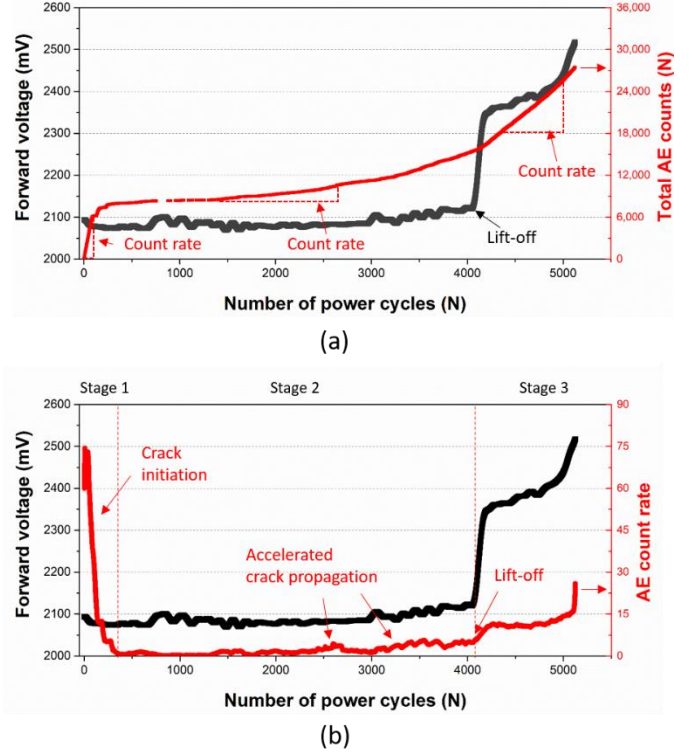 2600
2500
2400
2300
2200
2100
2000
Forward voltage (mV)
36,000
30,000
24,000
18,000
12,000
6,000
0
Total AE counts (N)
Count rate
Count rate
Count rate
Lift-off
0 1000 2000 3000 4000 5000
Number of power cycles (N)
(a)
Stage 1 Stage 2 Stage 3
2600
2500
2400
2300
2200
2100
2000
Forward voltage (mV)
90
75
60
45
30
15
0
AE count rate
Crack
initiation
Accelerated
crack propagation
Lift-off
0 1000 2000 3000 4000 5000
Number of power cycles (N)
(b)